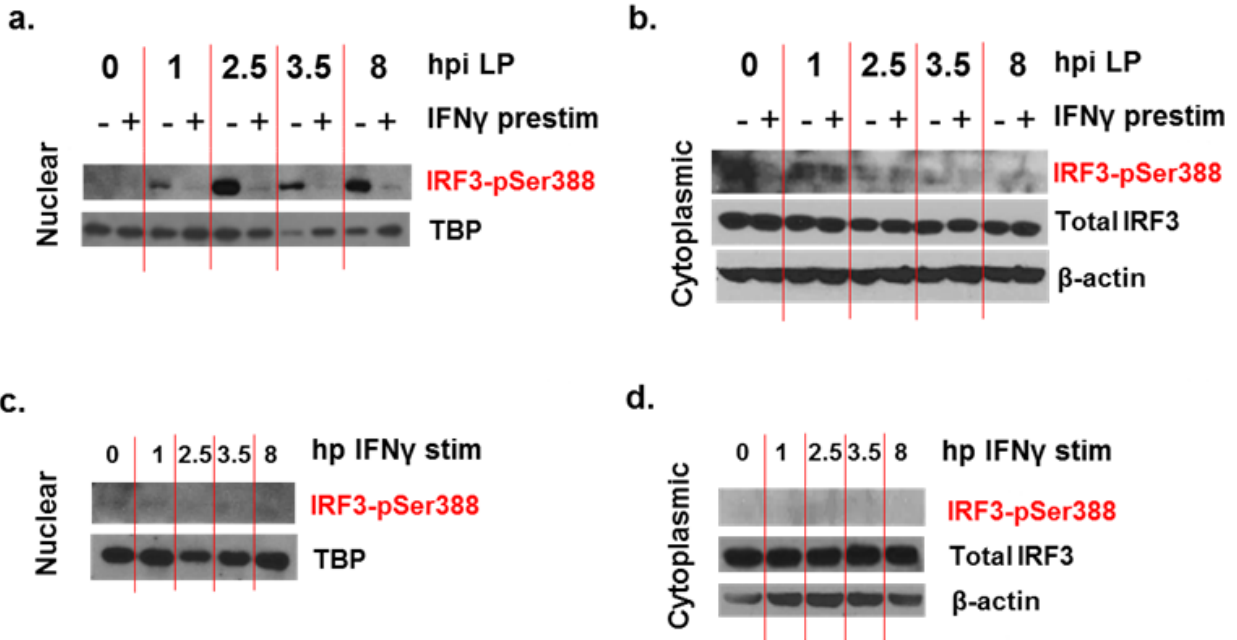 a.
0 1 2.5 3.5 8 hpi LP
- + - + - + - + - + IFNγ prestim
Nuclear
IRF3-pSer388
TBP
b.
0 1 2.5 3.5 8 hpi LP
- + - + - + - + - + IFNγ prestim
Cytoplasmic
IRF3-pSer388
Total IRF3
β-actin
c.
0 1 2.5 3.5 8 hp IFNγ stim
Nuclear
IRF3-pSer388
TBP
d.
0 1 2.5 3.5 8 hp IFNγ stim
Cytoplasmic
IRF3-pSer388
Total IRF3
β-actin